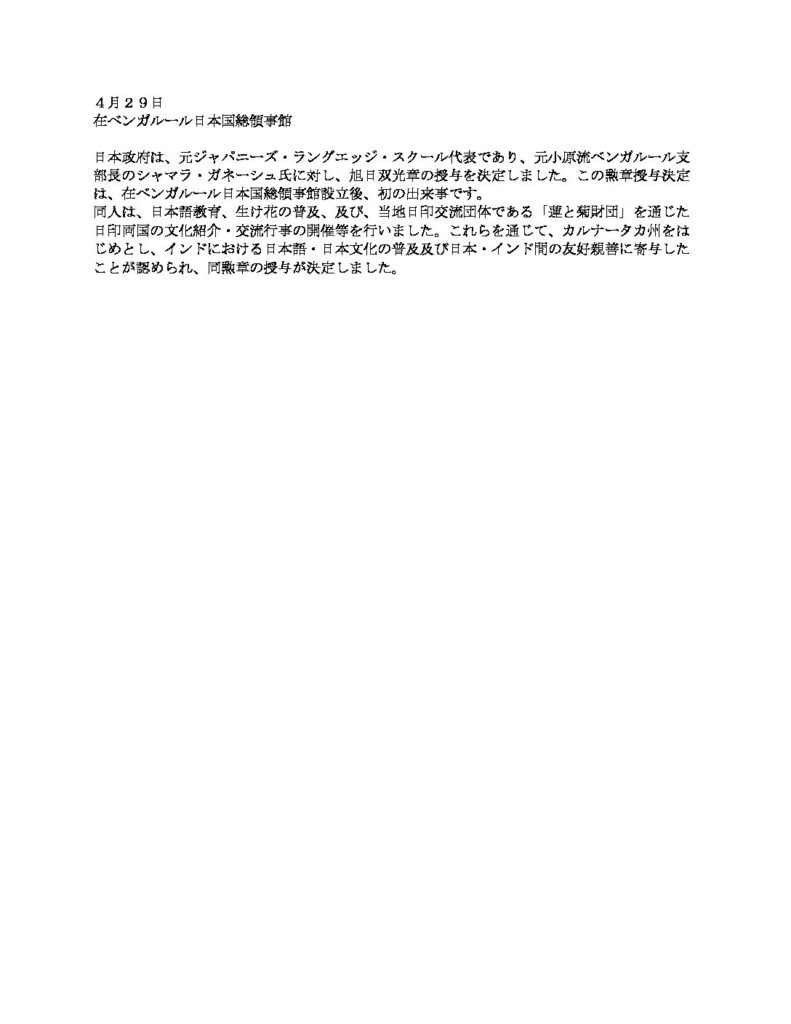 ４月２９日
在ベンガルール日本国総領事館
日本政府は、元ジャパニーズ・ラングエッジ・スクール代表であり、元小原流ベンガルール支
部長のシャマラ・ガネーシュ氏に対し、旭日双光章の授与を決定しました。この勲章授与決定
は、在ベンガルール日本国総領事館設立後、初の出来事です。
同人は、日本語教育、生け花の普及、及び、当地日印交流団体である「蓮と菊財団」を通じた
日印両国の文化紹介・交流行事の開催等を行いました。これらを通じて、カルナータカ州をは
じめとし、インドにおける日本語・日本文化の普及及び日本・インド間の友好親善に寄与した
ことが認められ、同勲章の授与が決定しました。